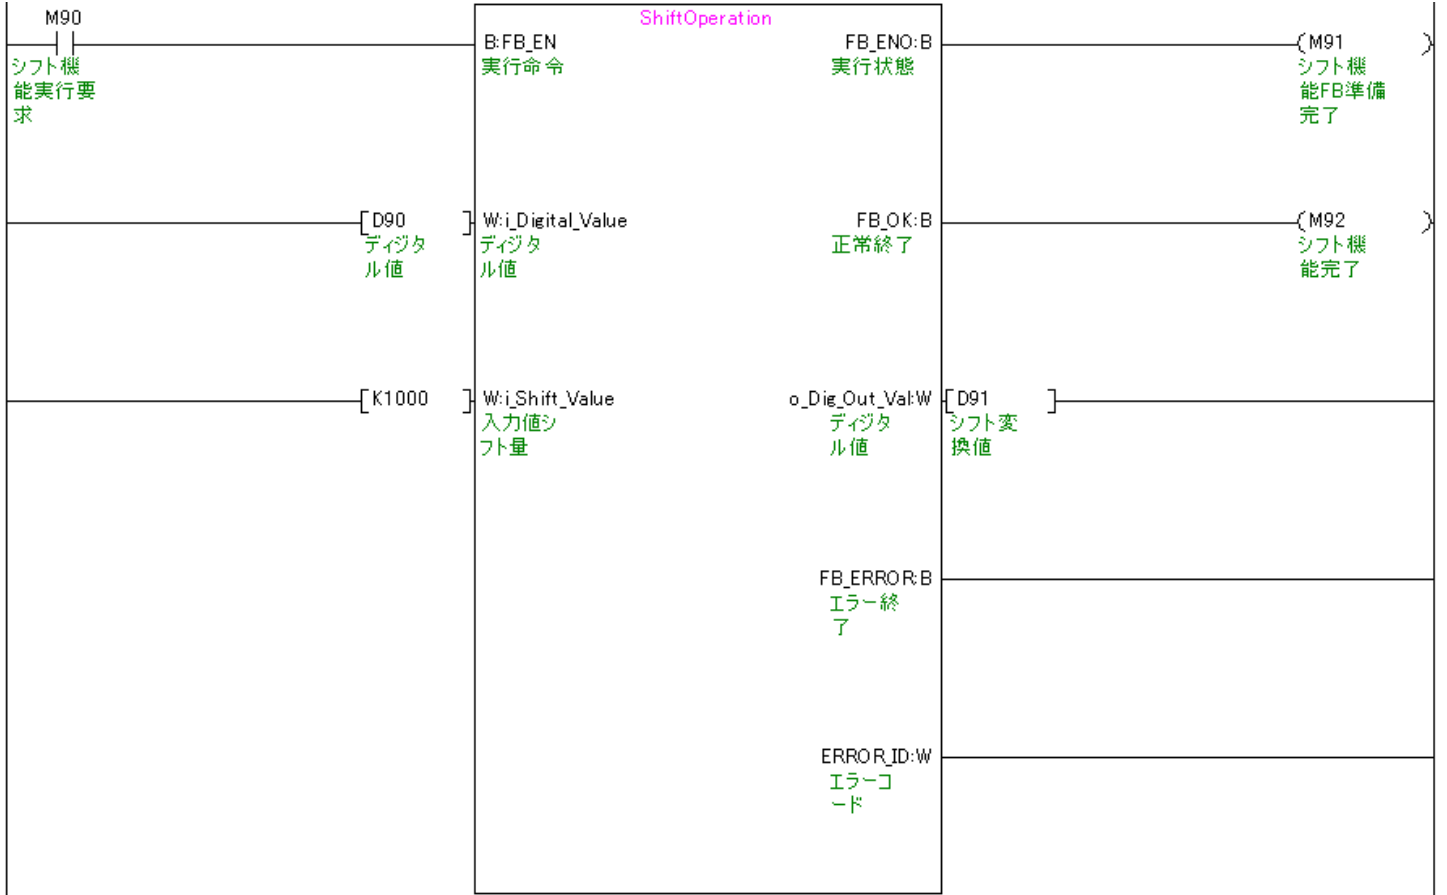 ShiftOperation
M90
B:FB_EN
FB_ENO:B
(M91 )
シフト機
能実行要
求
実行命令
実行状態
シフト機
能FB準備
完了
[D90 ]
W:i_Digital_Value
FB_OK:B
(M92 )
ディジタ
ル値
ディジタ
ル値
正常終了
シフト機
能完了
[K1000 ]
W:i_Shift_Value
o_Dig_Out_Val:W
[D91 ]
入力値シ
フト量
ディジタ
ル値
シフト変
換値
FB_ERROR:B
エラー終
了
ERROR_ID:W
エラーコ
ード